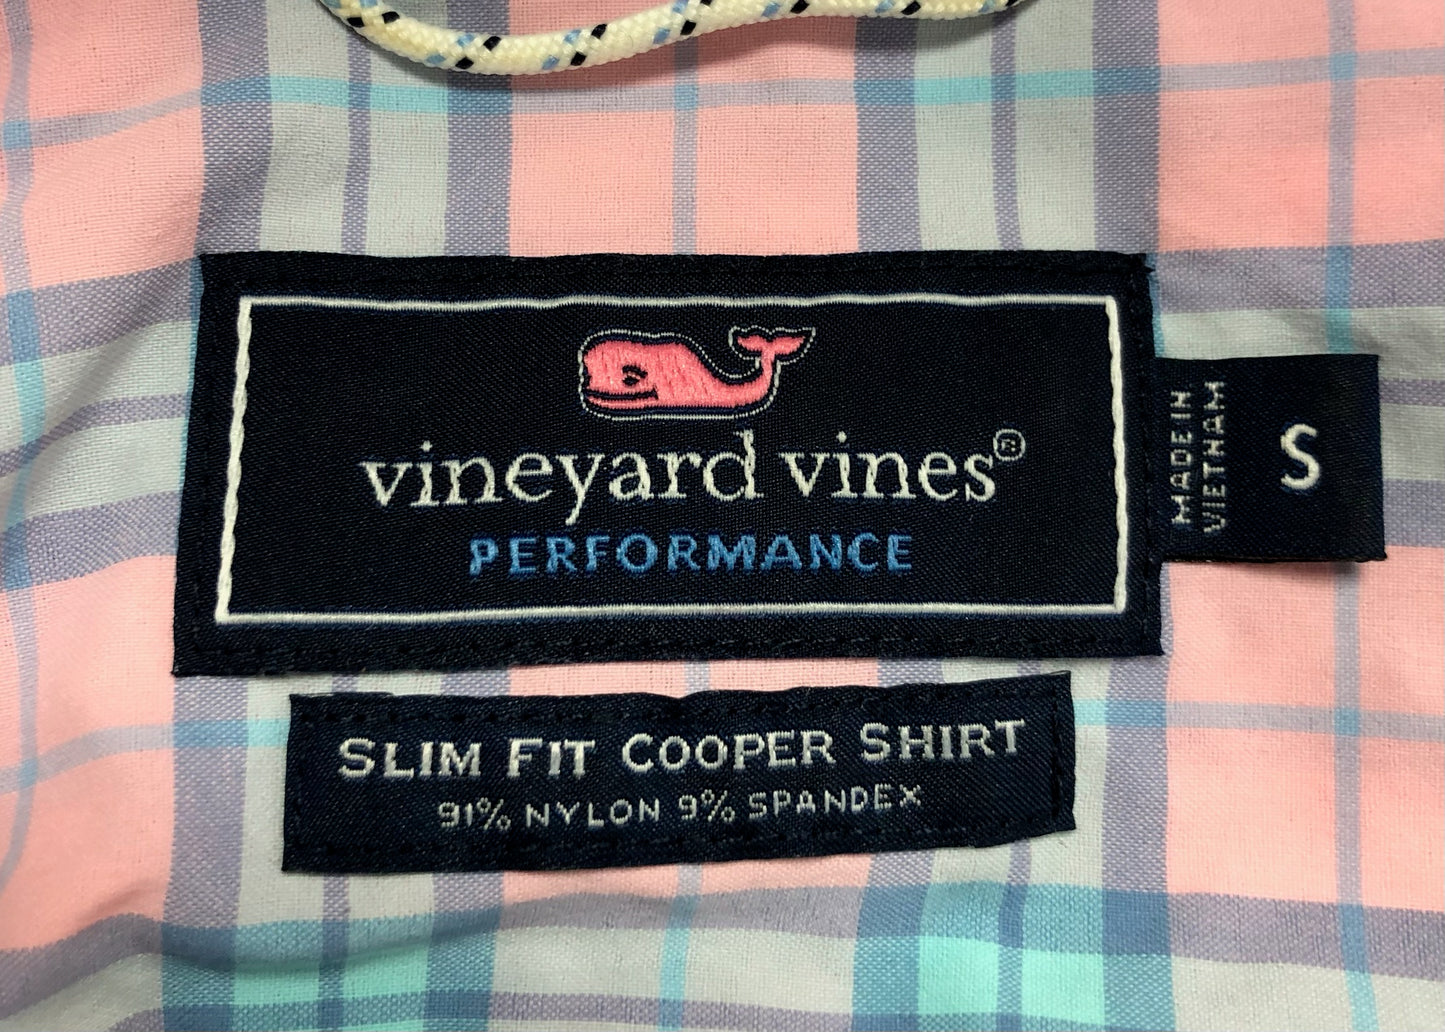 vineyard vines®
PERFORMANCE
MADE IN
VIETNAM
S
SLIM FIT COOPER SHIRT
91% NYLON 9% SPANDEX